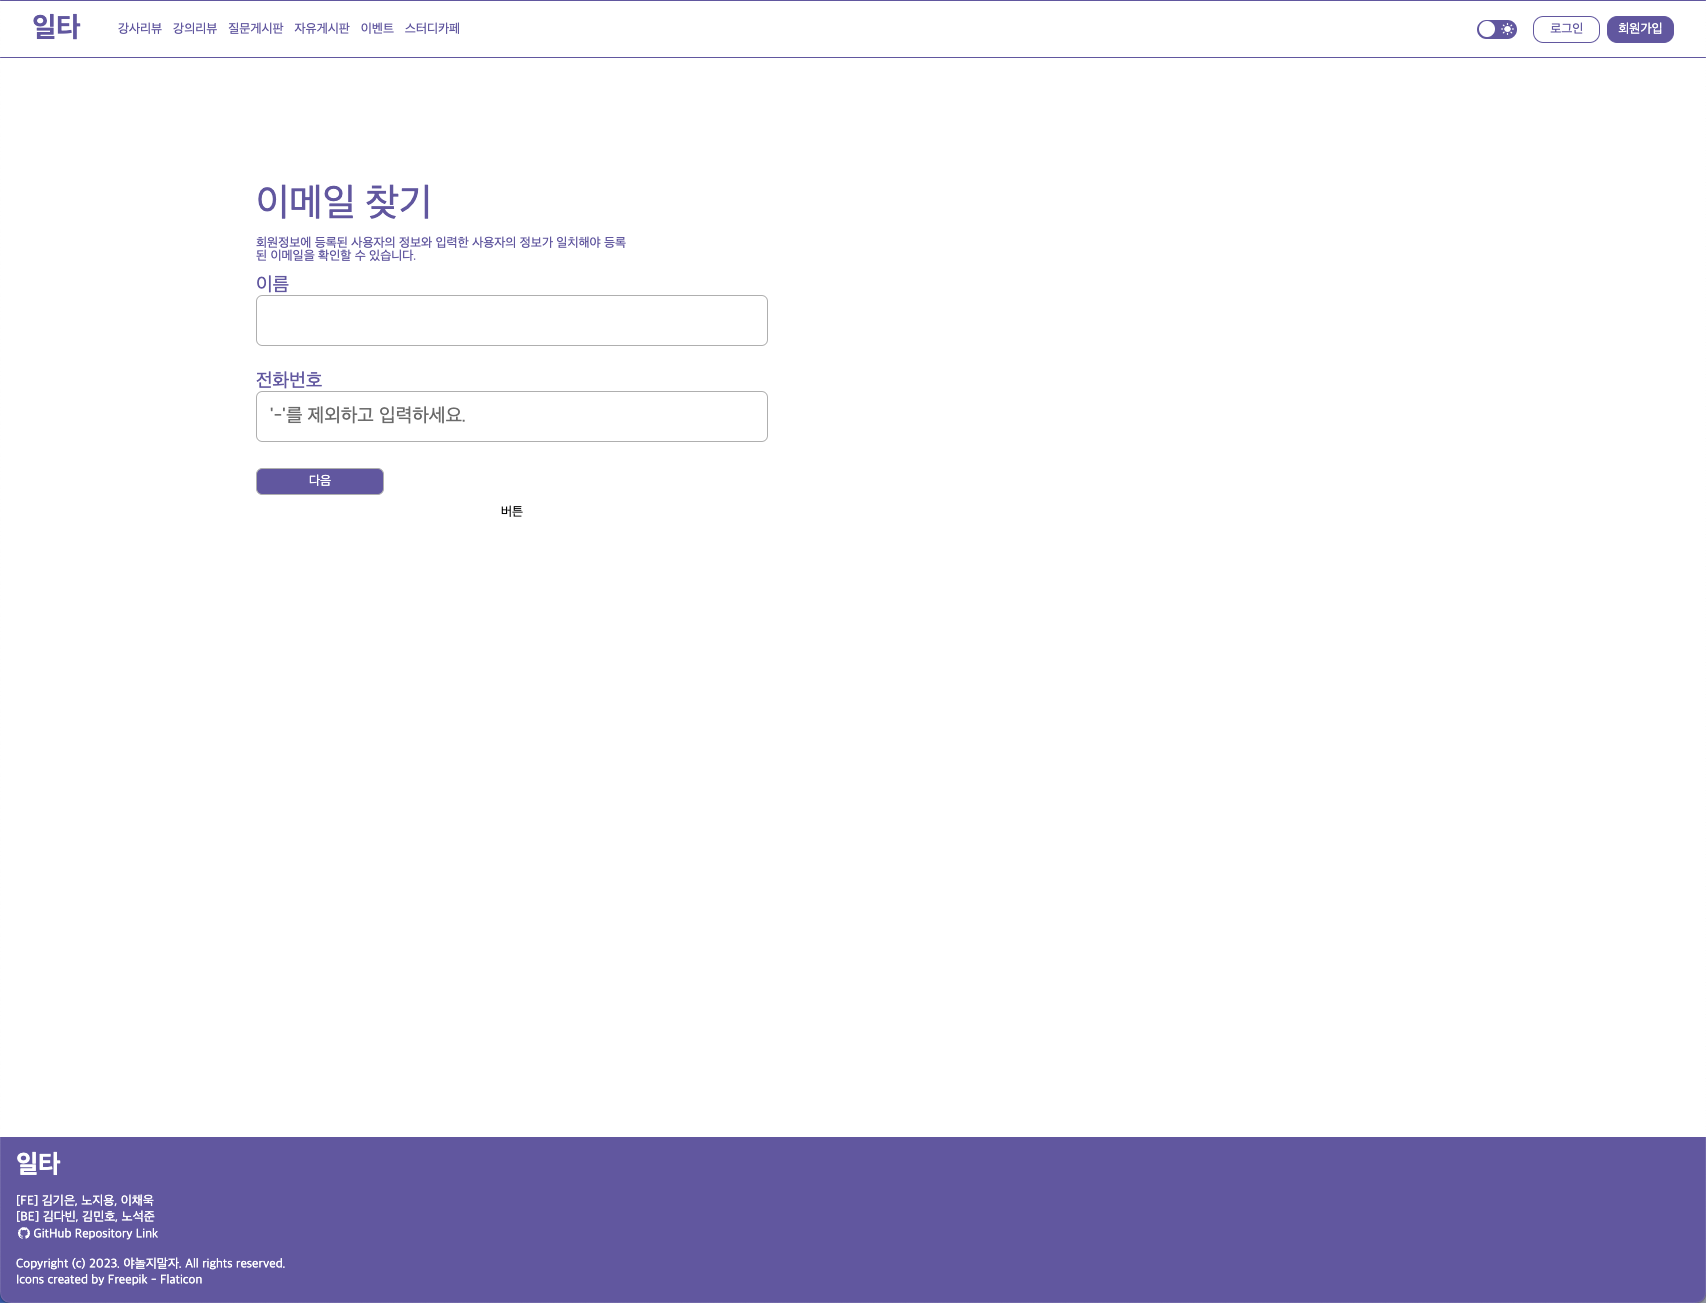 일타
강사리뷰 강의리뷰 질문게시판 자유게시판 이벤트 스터디카페
로그인 회원가입
이메일 찾기
회원정보에 등록된 사용자의 정보와 입력한 사용자의 정보가 일치해야 등록
된 이메일을 확인할 수 있습니다.
이름
전화번호
'-'를 제외하고 입력하세요.
다음
버튼
일타
[FE] 김기은, 노지용, 이채욱
[BE] 김다빈, 김민호, 노석준
GitHub Repository Link
Copyright (c) 2023. 야놀지말자. All rights reserved.
Icons created by Freepik - Flaticon